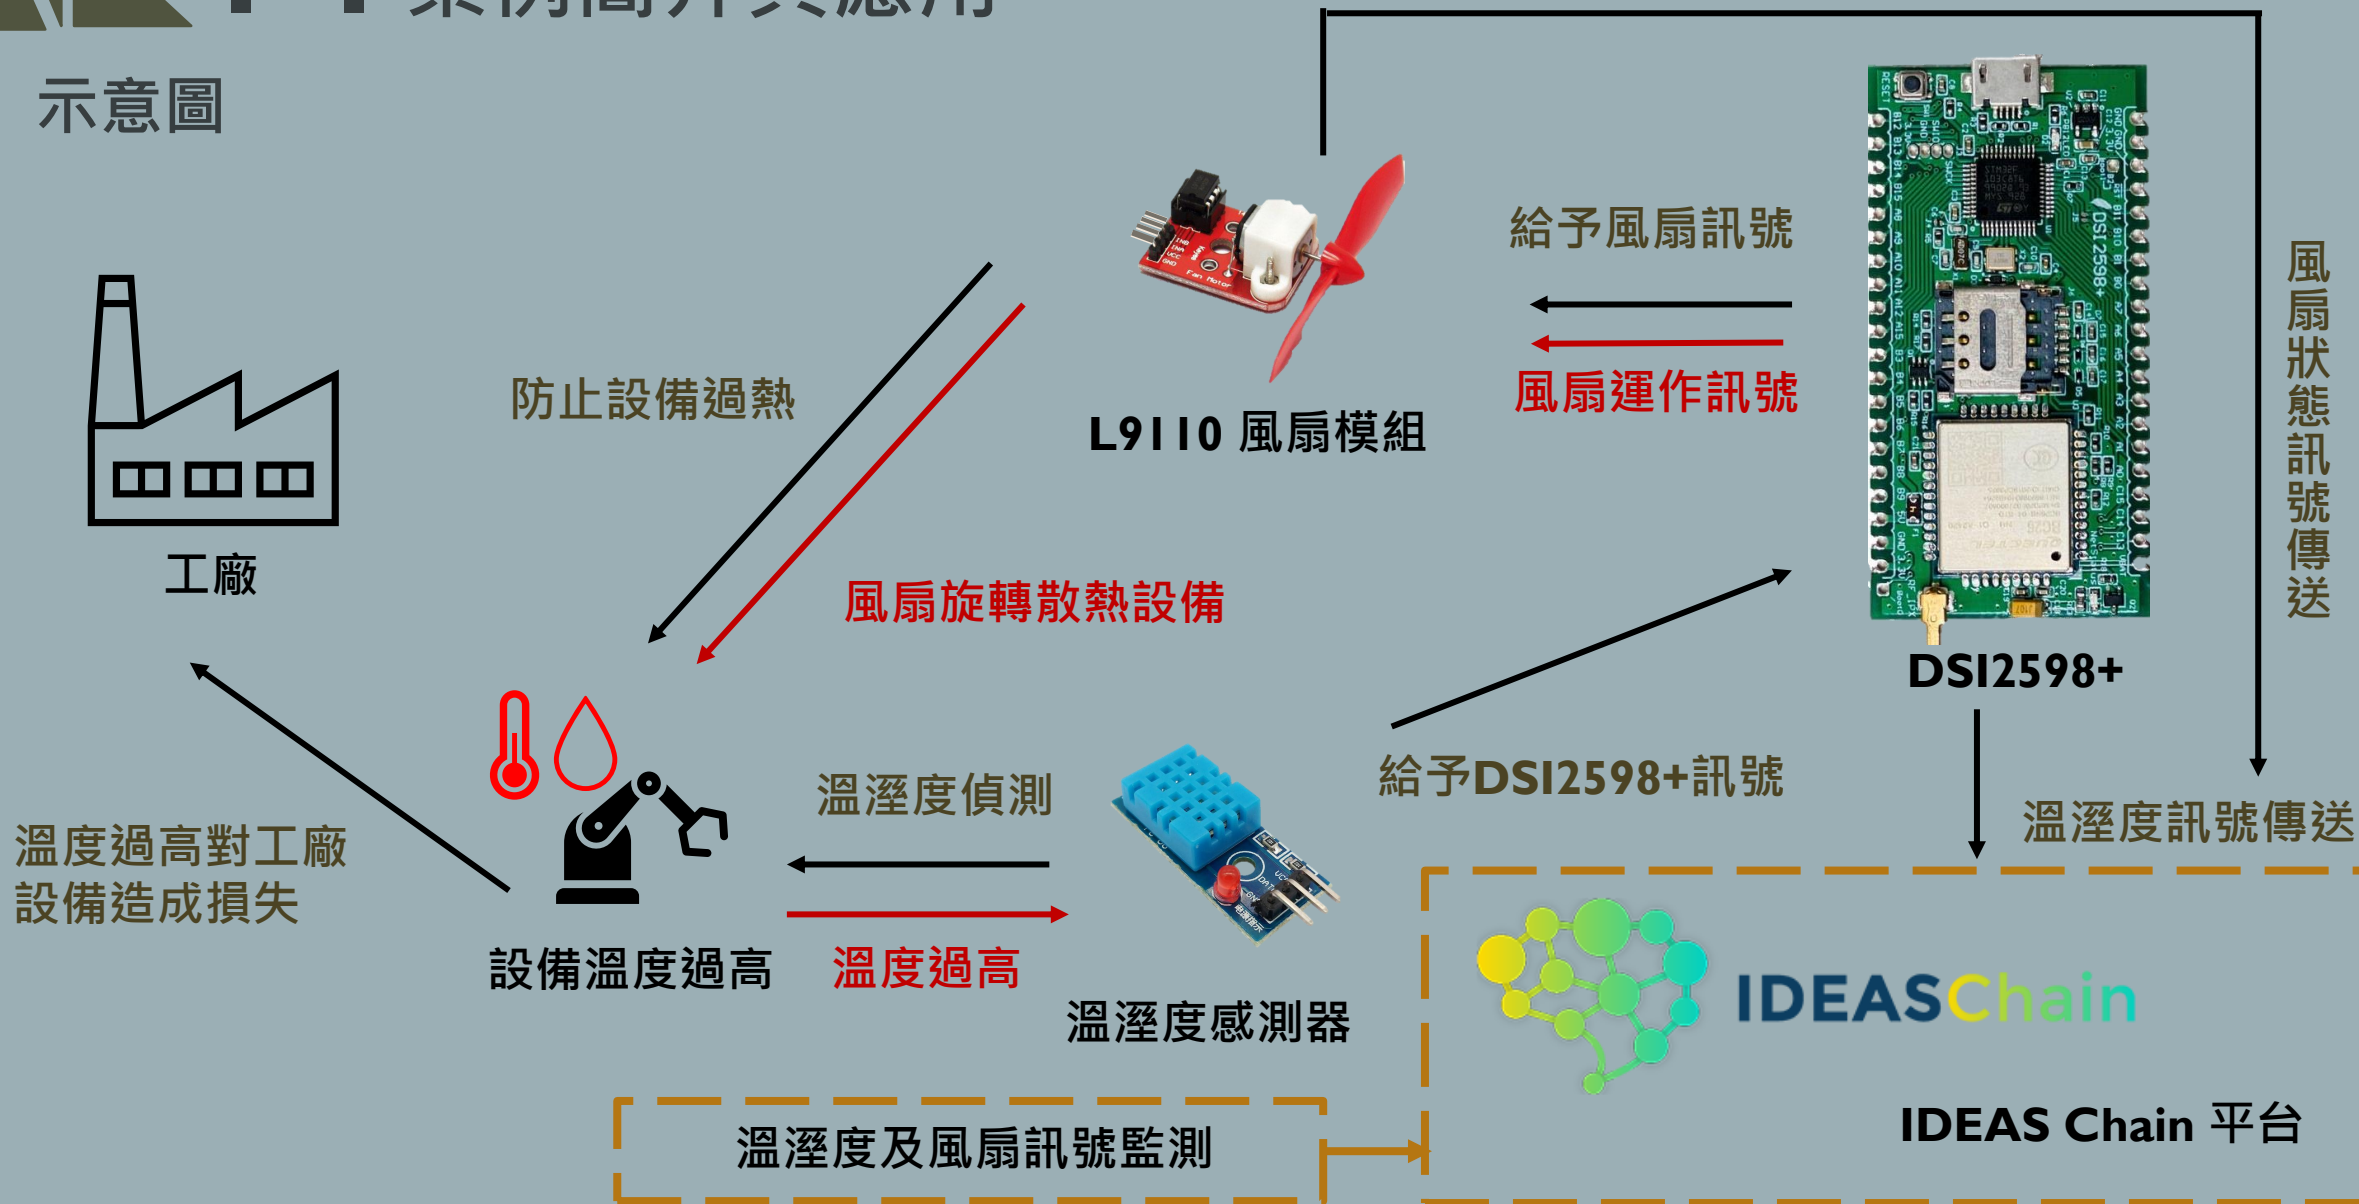 示意圖
給予風扇訊號
風扇運作訊號
風扇狀態訊號傳送
防止設備過熱
L9110 風扇模組
工廠
風扇旋轉散熱設備
DSI2598+
給予DSI2598+訊號
溫溼度偵測
溫溼度訊號傳送
溫度過高對工廠
設備造成損失
設備溫度過高
溫度過高
溫溼度感測器
IDEASChain
IDEAS Chain 平台
溫溼度及風扇訊號監測